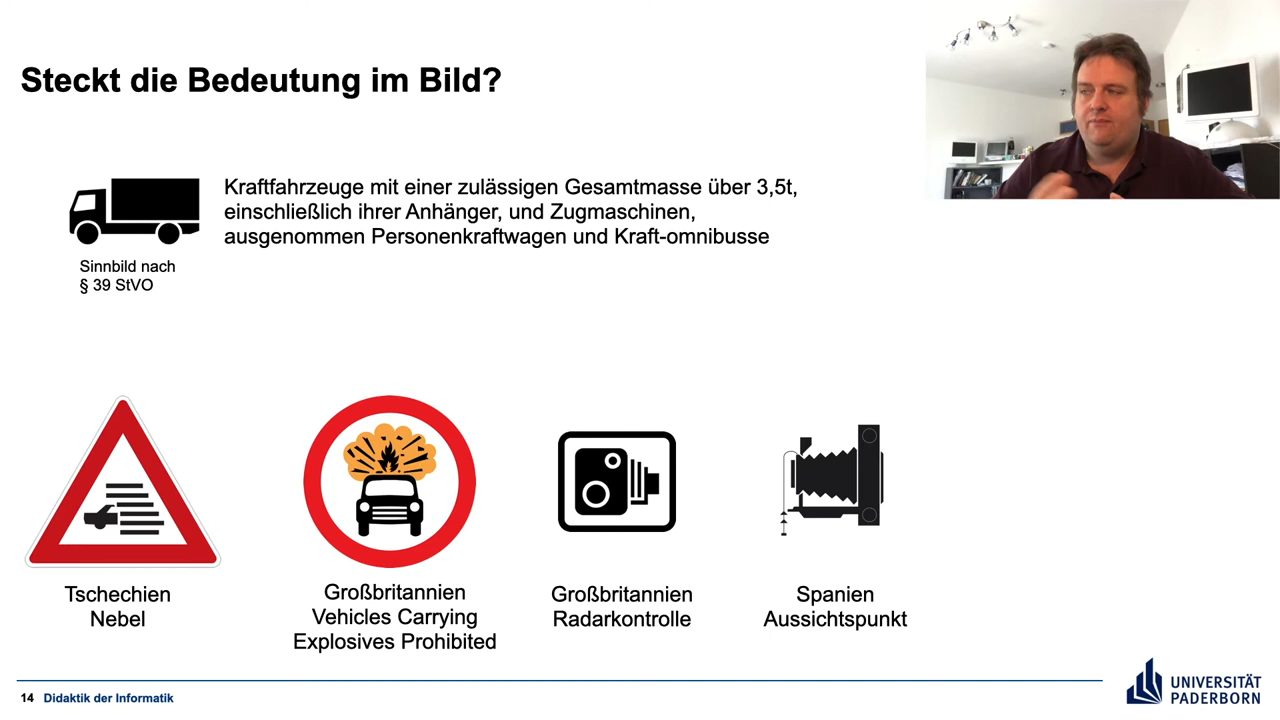 Steckt die Bedeutung im Bild?
Kraftfahrzeuge mit einer zulässigen Gesamtmasse über 3,5t,
einschließlich ihrer Anhänger, und Zugmaschinen,
ausgenommen Personenkraftwagen und Kraft-omnibusse
Sinnbild nach
§ 39 StVO
Tschechien
Nebel
Großbritannien
Vehicles Carrying
Explosives Prohibited
Großbritannien
Radarkontrolle
Spanien
Aussichtspunkt
14 Didaktik der Informatik
UNIVERSITÄT
PADERBORN